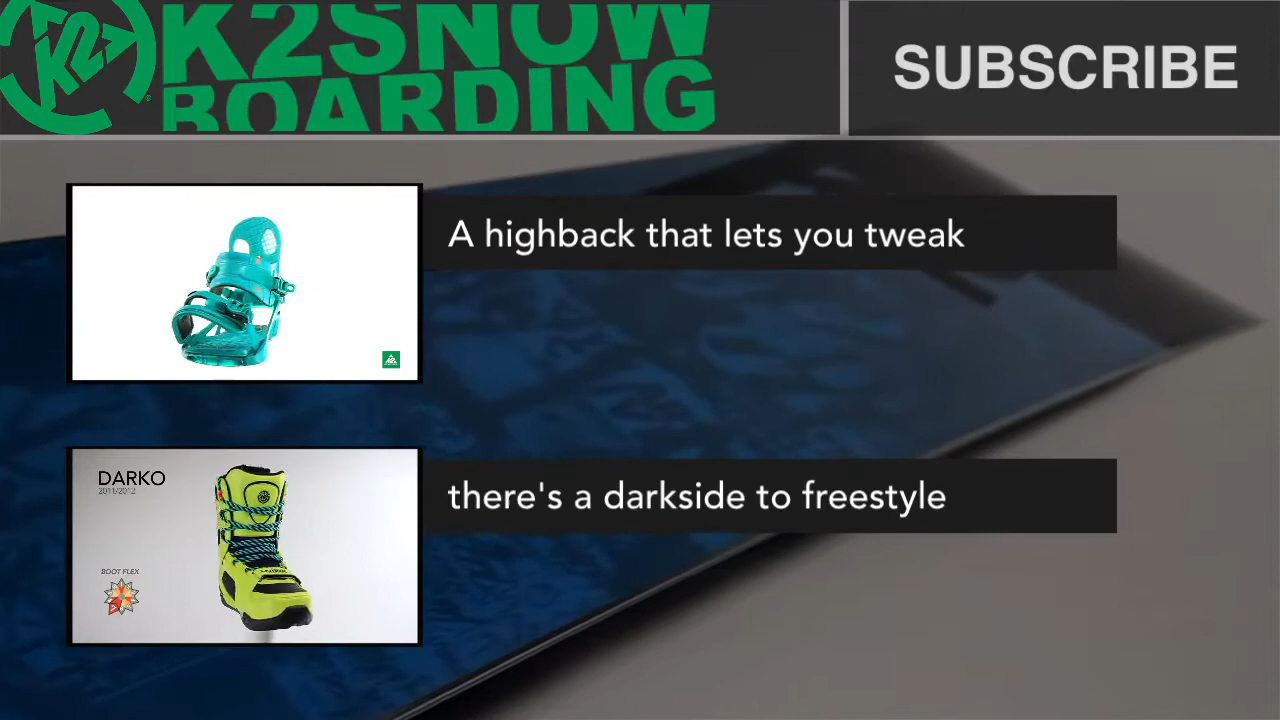 K2SNOW
BOARDING
SUBSCRIBE
A highback that lets you tweak
DARKO
2011/2012
BOOT FLEX
there's a darkside to freestyle